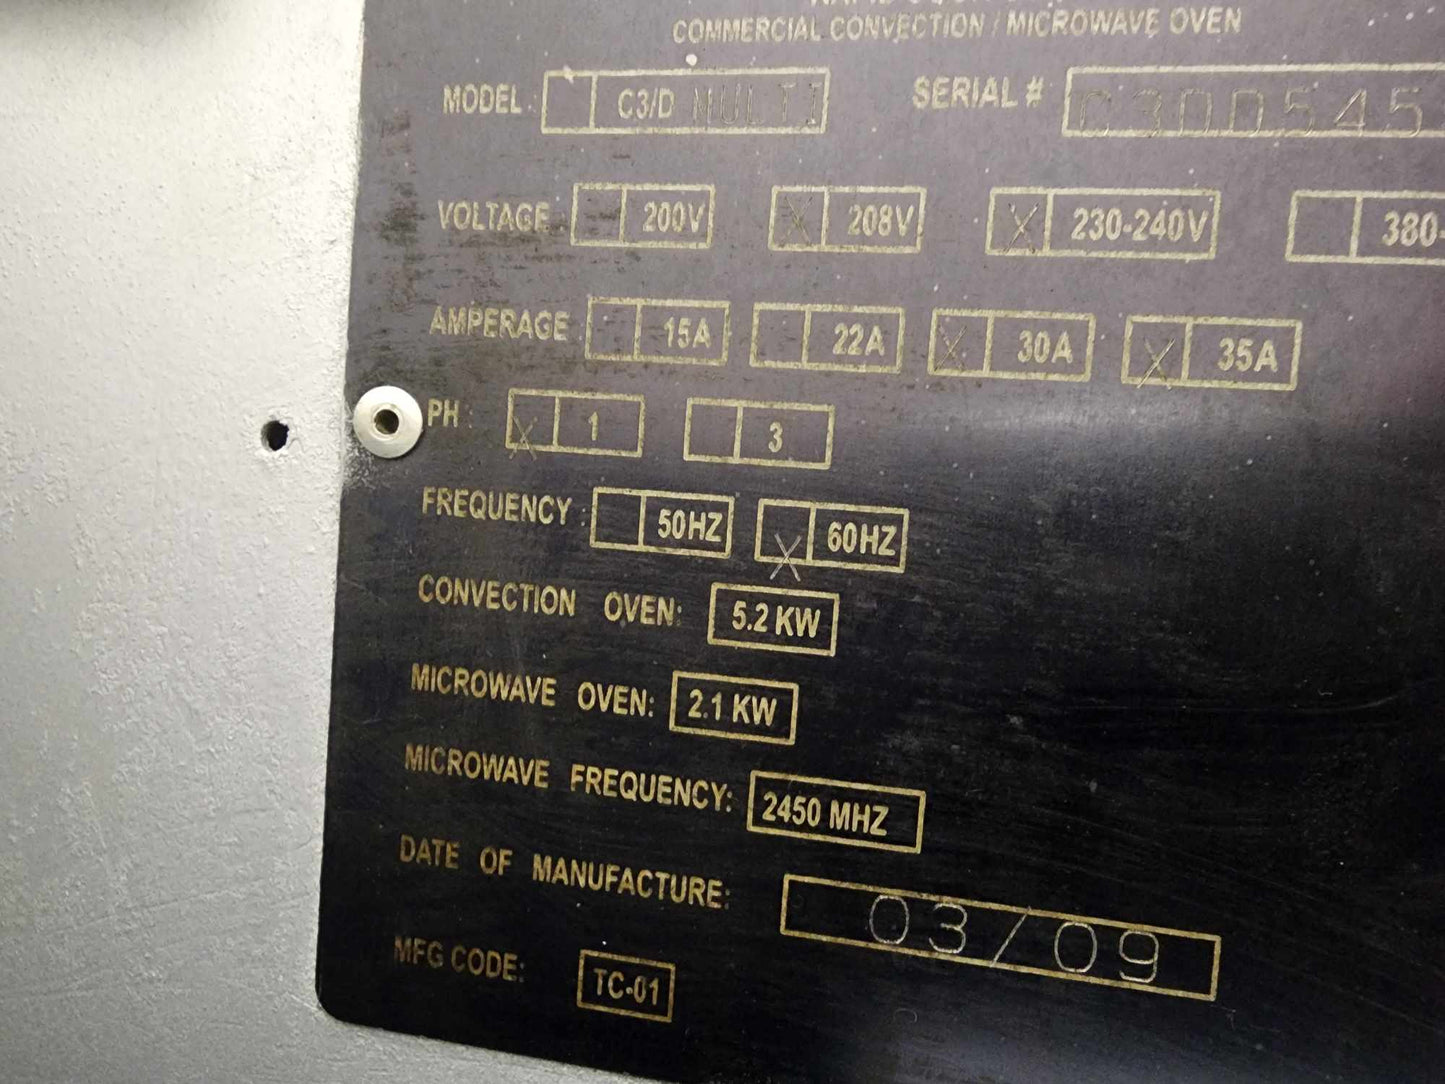 COMMERCIAL CONVECTION / MICROWAVE OVEN
MODEL : C3/D MULTI SERIAL # C300545
VOLTAGE : 200V X 208V X 230-240V 380-
AMPERAGE : 15A 22A X 30A X 35A
PH : X 1 3
FREQUENCY : 50HZ X 60HZ
CONVECTION OVEN: 5.2 KW
MICROWAVE OVEN: 2.1 KW
MICROWAVE FREQUENCY: 2450 MHZ
DATE OF MANUFACTURE: 03/09
MFG CODE: TC-01